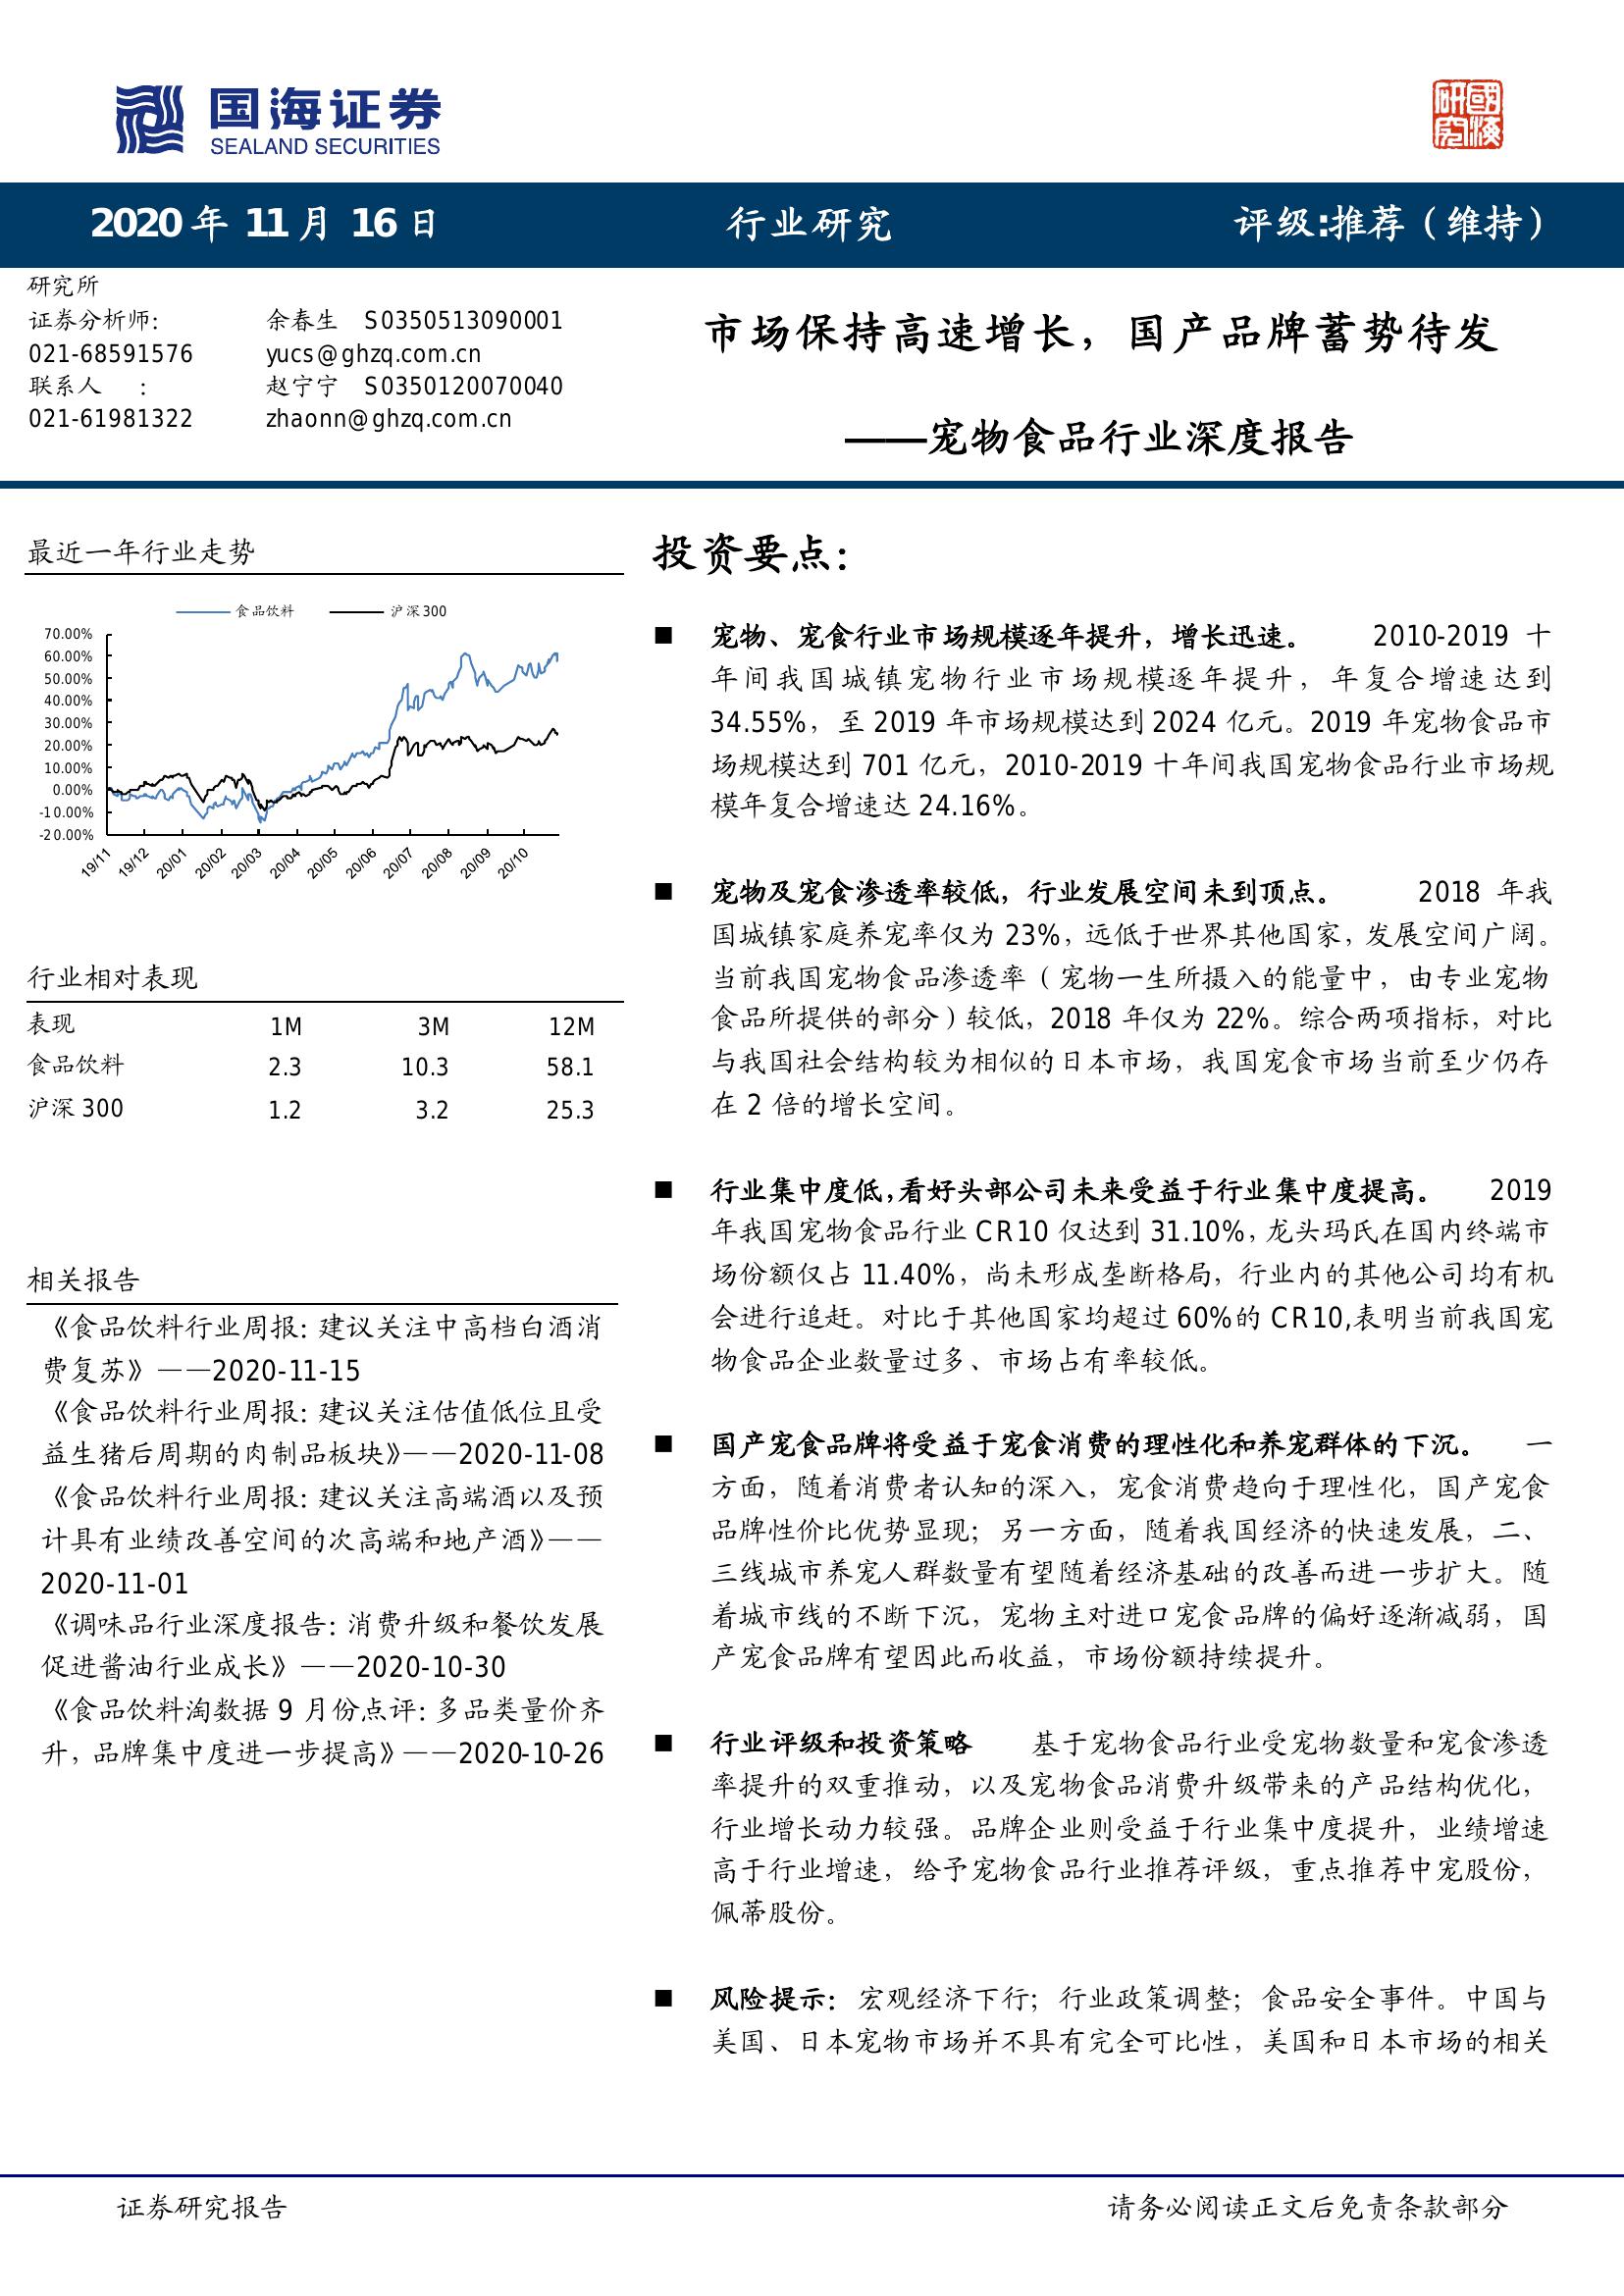 国海证券
SEALAND SECURITIES
國海研究
2020 年 11 月 16 日
行业研究
评级:推荐（维持）
研究所
证券分析师: 余春生 S0350513090001
021-68591576 yucs@ghzq.com.cn
联系人 : 赵宁宁 S0350120070040
021-61981322 zhaonn@ghzq.com.cn
市场保持高速增长，国产品牌蓄势待发
——宠物食品行业深度报告
最近一年行业走势
食品饮料 沪深300
70.00%
60.00%
50.00%
40.00%
30.00%
20.00%
10.00%
0.00%
-10.00%
-20.00%
19/11 19/12 20/01 20/02 20/03 20/04 20/05 20/06 20/07 20/08 20/09 20/10
行业相对表现
表现 1M 3M 12M
食品饮料 2.3 10.3 58.1
沪深 300 1.2 3.2 25.3
相关报告
《食品饮料行业周报：建议关注中高档白酒消
费复苏》——2020-11-15
《食品饮料行业周报：建议关注估值低位且受
益生猪后周期的肉制品板块》——2020-11-08
《食品饮料行业周报：建议关注高端酒以及预
计具有业绩改善空间的次高端和地产酒》——
2020-11-01
《调味品行业深度报告：消费升级和餐饮发展
促进酱油行业成长》——2020-10-30
《食品饮料淘数据 9 月份点评：多品类量价齐
升，品牌集中度进一步提高》——2020-10-26
投资要点：
■ 宠物、宠食行业市场规模逐年提升，增长迅速。 2010-2019 十
年间我国城镇宠物行业市场规模逐年提升，年复合增速达到
34.55%，至 2019 年市场规模达到 2024 亿元。2019 年宠物食品市
场规模达到 701 亿元，2010-2019 十年间我国宠物食品行业市场规
模年复合增速达 24.16%。
■ 宠物及宠食渗透率较低，行业发展空间未到顶点。 2018 年我
国城镇家庭养宠率仅为 23%，远低于世界其他国家，发展空间广阔。
当前我国宠物食品渗透率（宠物一生所摄入的能量中，由专业宠物
食品所提供的部分）较低，2018 年仅为 22%。综合两项指标，对比
与我国社会结构较为相似的日本市场，我国宠食市场当前至少仍存
在 2 倍的增长空间。
■ 行业集中度低，看好头部公司未来受益于行业集中度提高。 2019
年我国宠物食品行业 CR10 仅达到 31.10%，龙头玛氏在国内终端市
场份额仅占 11.40%，尚未形成垄断格局，行业内的其他公司均有机
会进行追赶。对比于其他国家均超过 60%的 CR10,表明当前我国宠
物食品企业数量过多、市场占有率较低。
■ 国产宠食品牌将受益于宠食消费的理性化和养宠群体的下沉。 一
方面，随着消费者认知的深入，宠食消费趋向于理性化，国产宠食
品牌性价比优势显现；另一方面，随着我国经济的快速发展，二、
三线城市养宠人群数量有望随着经济基础的改善而进一步扩大。随
着城市线的不断下沉，宠物主对进口宠食品牌的偏好逐渐减弱，国
产宠食品牌有望因此而收益，市场份额持续提升。
■ 行业评级和投资策略 基于宠物食品行业受宠物数量和宠食渗透
率提升的双重推动，以及宠物食品消费升级带来的产品结构优化，
行业增长动力较强。品牌企业则受益于行业集中度提升，业绩增速
高于行业增速，给予宠物食品行业推荐评级，重点推荐中宠股份，
佩蒂股份。
■ 风险提示：宏观经济下行；行业政策调整；食品安全事件。中国与
美国、日本宠物市场并不具有完全可比性，美国和日本市场的相关
证券研究报告
请务必阅读正文后免责条款部分